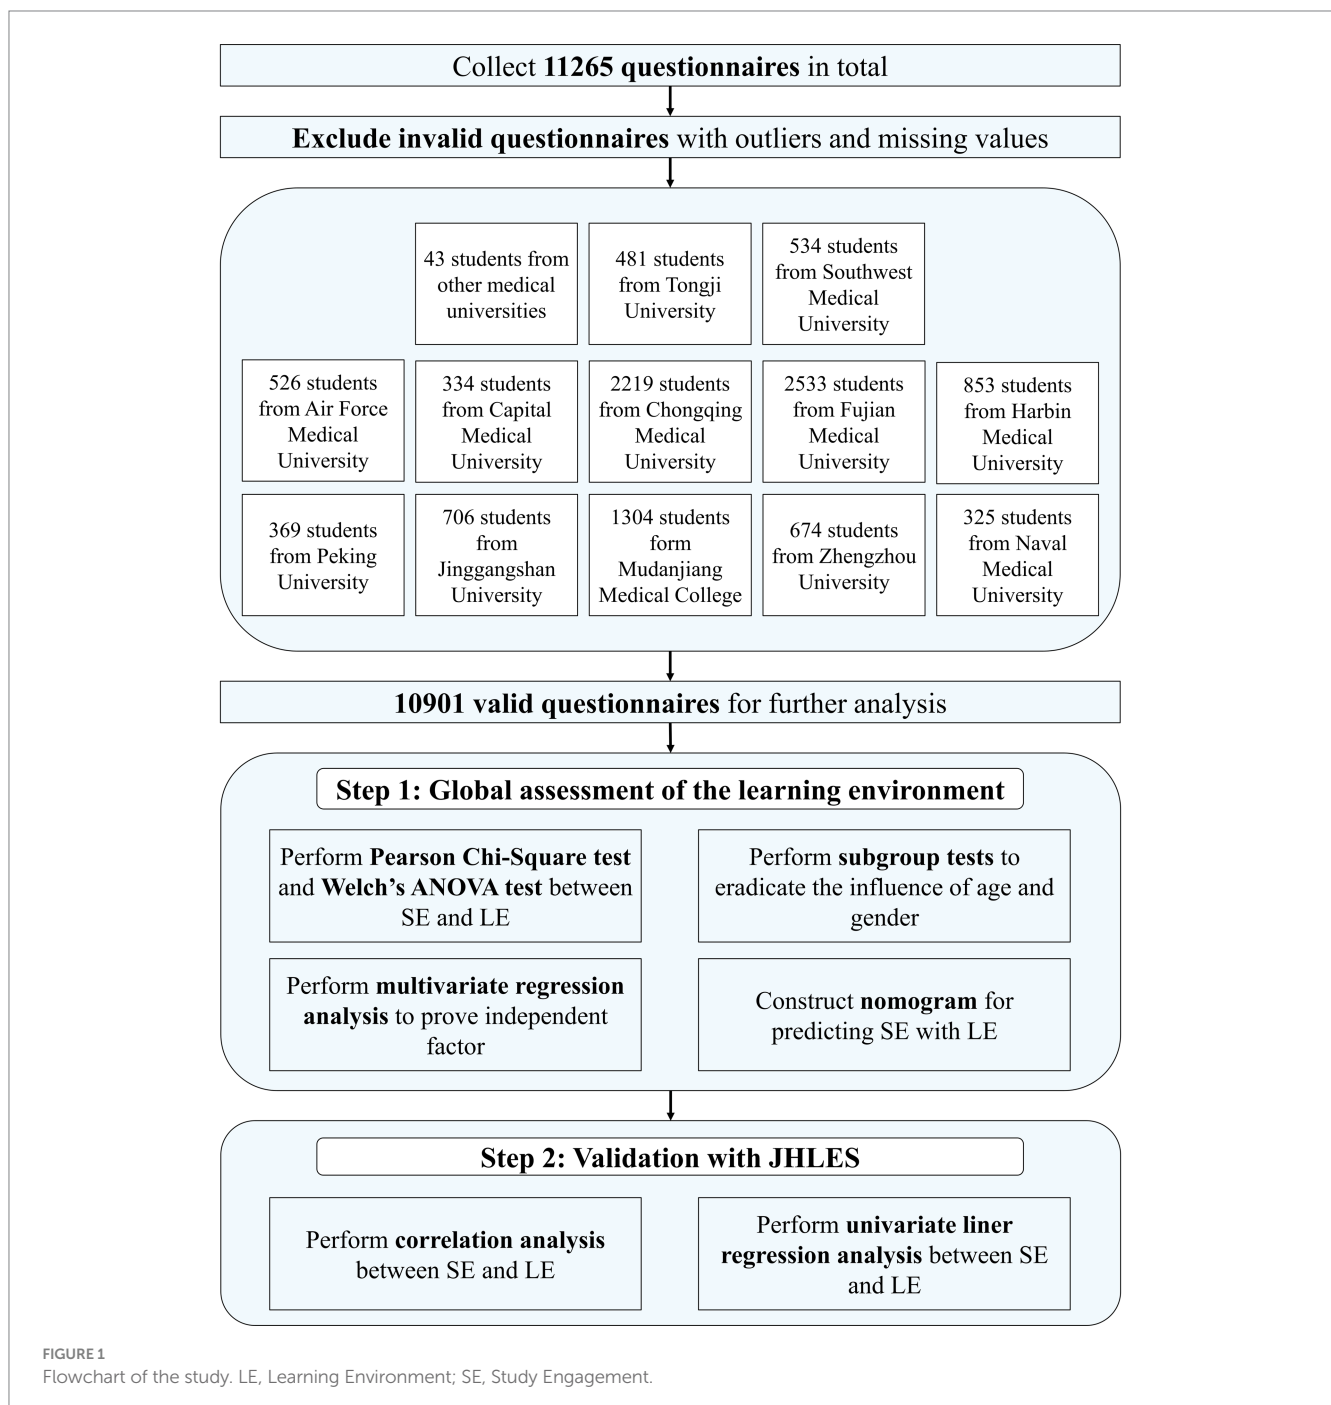 Collect 11265 questionnaires in total
Exclude invalid questionnaires with outliers and missing values
43 students from
other medical
universities
481 students
from Tongji
University
534 students
from Southwest
Medical
University
526 students
from Air Force
Medical
University
334 students
from Capital
Medical
University
2219 students
from Chongqing
Medical
University
2533 students
from Fujian
Medical
University
853 students
from Harbin
Medical
University
369 students
from Peking
University
706 students
from
Jinggangshan
University
1304 students
form
Mudanjiang
Medical College
674 students
from Zhengzhou
University
325 students
from Naval
Medical
University
10901 valid questionnaires for further analysis
Step 1: Global assessment of the learning environment
Perform Pearson Chi-Square test
and Welch’s ANOVA test between
SE and LE
Perform subgroup tests to
eradicate the influence of age and
gender
Perform multivariate regression
analysis to prove independent
factor
Construct nomogram for
predicting SE with LE
Step 2: Validation with JHLES
Perform correlation analysis
between SE and LE
Perform univariate liner
regression analysis between SE
and LE
FIGURE 1
Flowchart of the study. LE, Learning Environment; SE, Study Engagement.